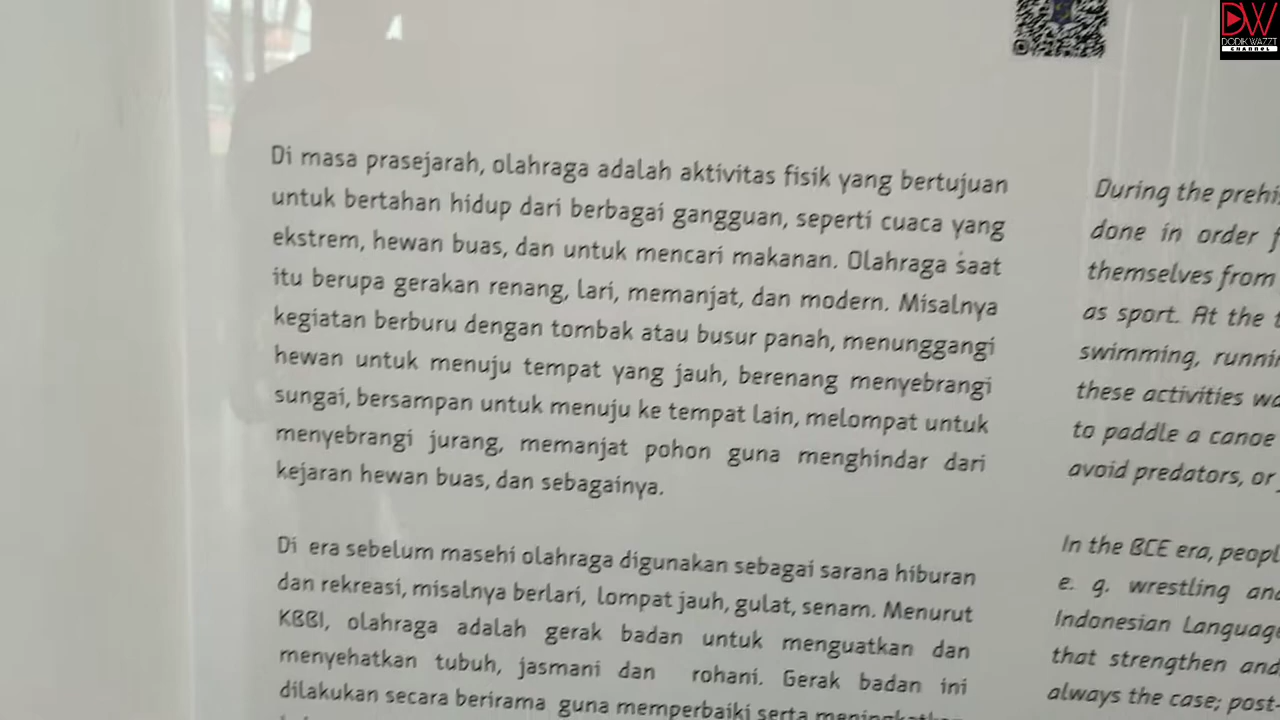 DW
DODIK WAZZT
CHANNEL
Di masa prasejarah, olahraga adalah aktivitas fisik yang bertujuan
untuk bertahan hidup dari berbagai gangguan, seperti cuaca yang
ekstrem, hewan buas, dan untuk mencari makanan. Olahraga saat
itu berupa gerakan renang, lari, memanjat, dan modern. Misalnya
kegiatan berburu dengan tombak atau busur panah, menunggangi
hewan untuk menuju tempat yang jauh, berenang menyebrangi
sungai, bersampan untuk menuju ke tempat lain, melompat untuk
menyebrangi jurang, memanjat pohon guna menghindar dari
kejaran hewan buas, dan sebagainya.
Di era sebelum masehi olahraga digunakan sebagai sarana hiburan
dan rekreasi, misalnya berlari, lompat jauh, gulat, senam. Menurut
KBBI, olahraga adalah gerak badan untuk menguatkan dan
menyehatkan tubuh, jasmani dan rohani. Gerak badan ini
dilakukan secara berirama guna memperbaiki serta meningkatkan
During the
done in order
themselves from
as sport. At the
swimming,
these activities
to paddle a canoe
avoid predators, or
In the BCE era,
e. g. wrestling
Indonesian
that strengthen
always the case;